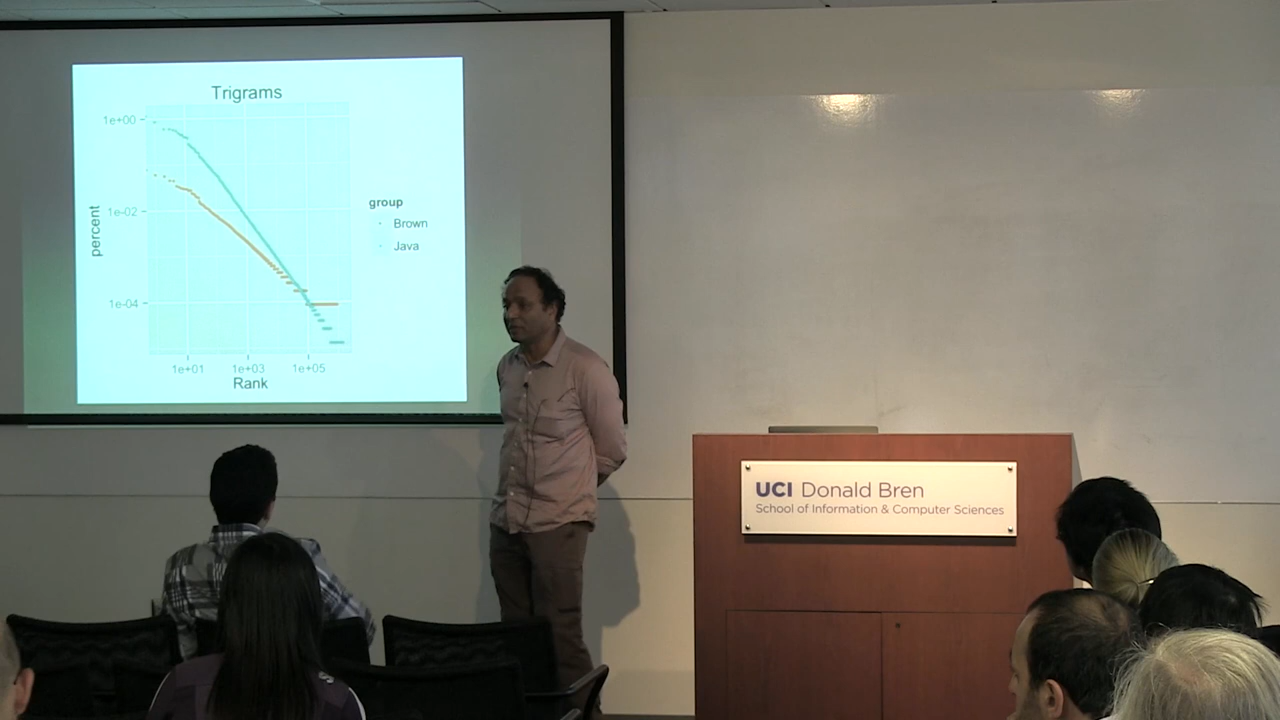 Trigrams
1e+00
1e-02
1e-04
percent
1e+01 1e+03 1e+05
Rank
group
Brown
Java
UCI Donald Bren
School of Information & Computer Sciences